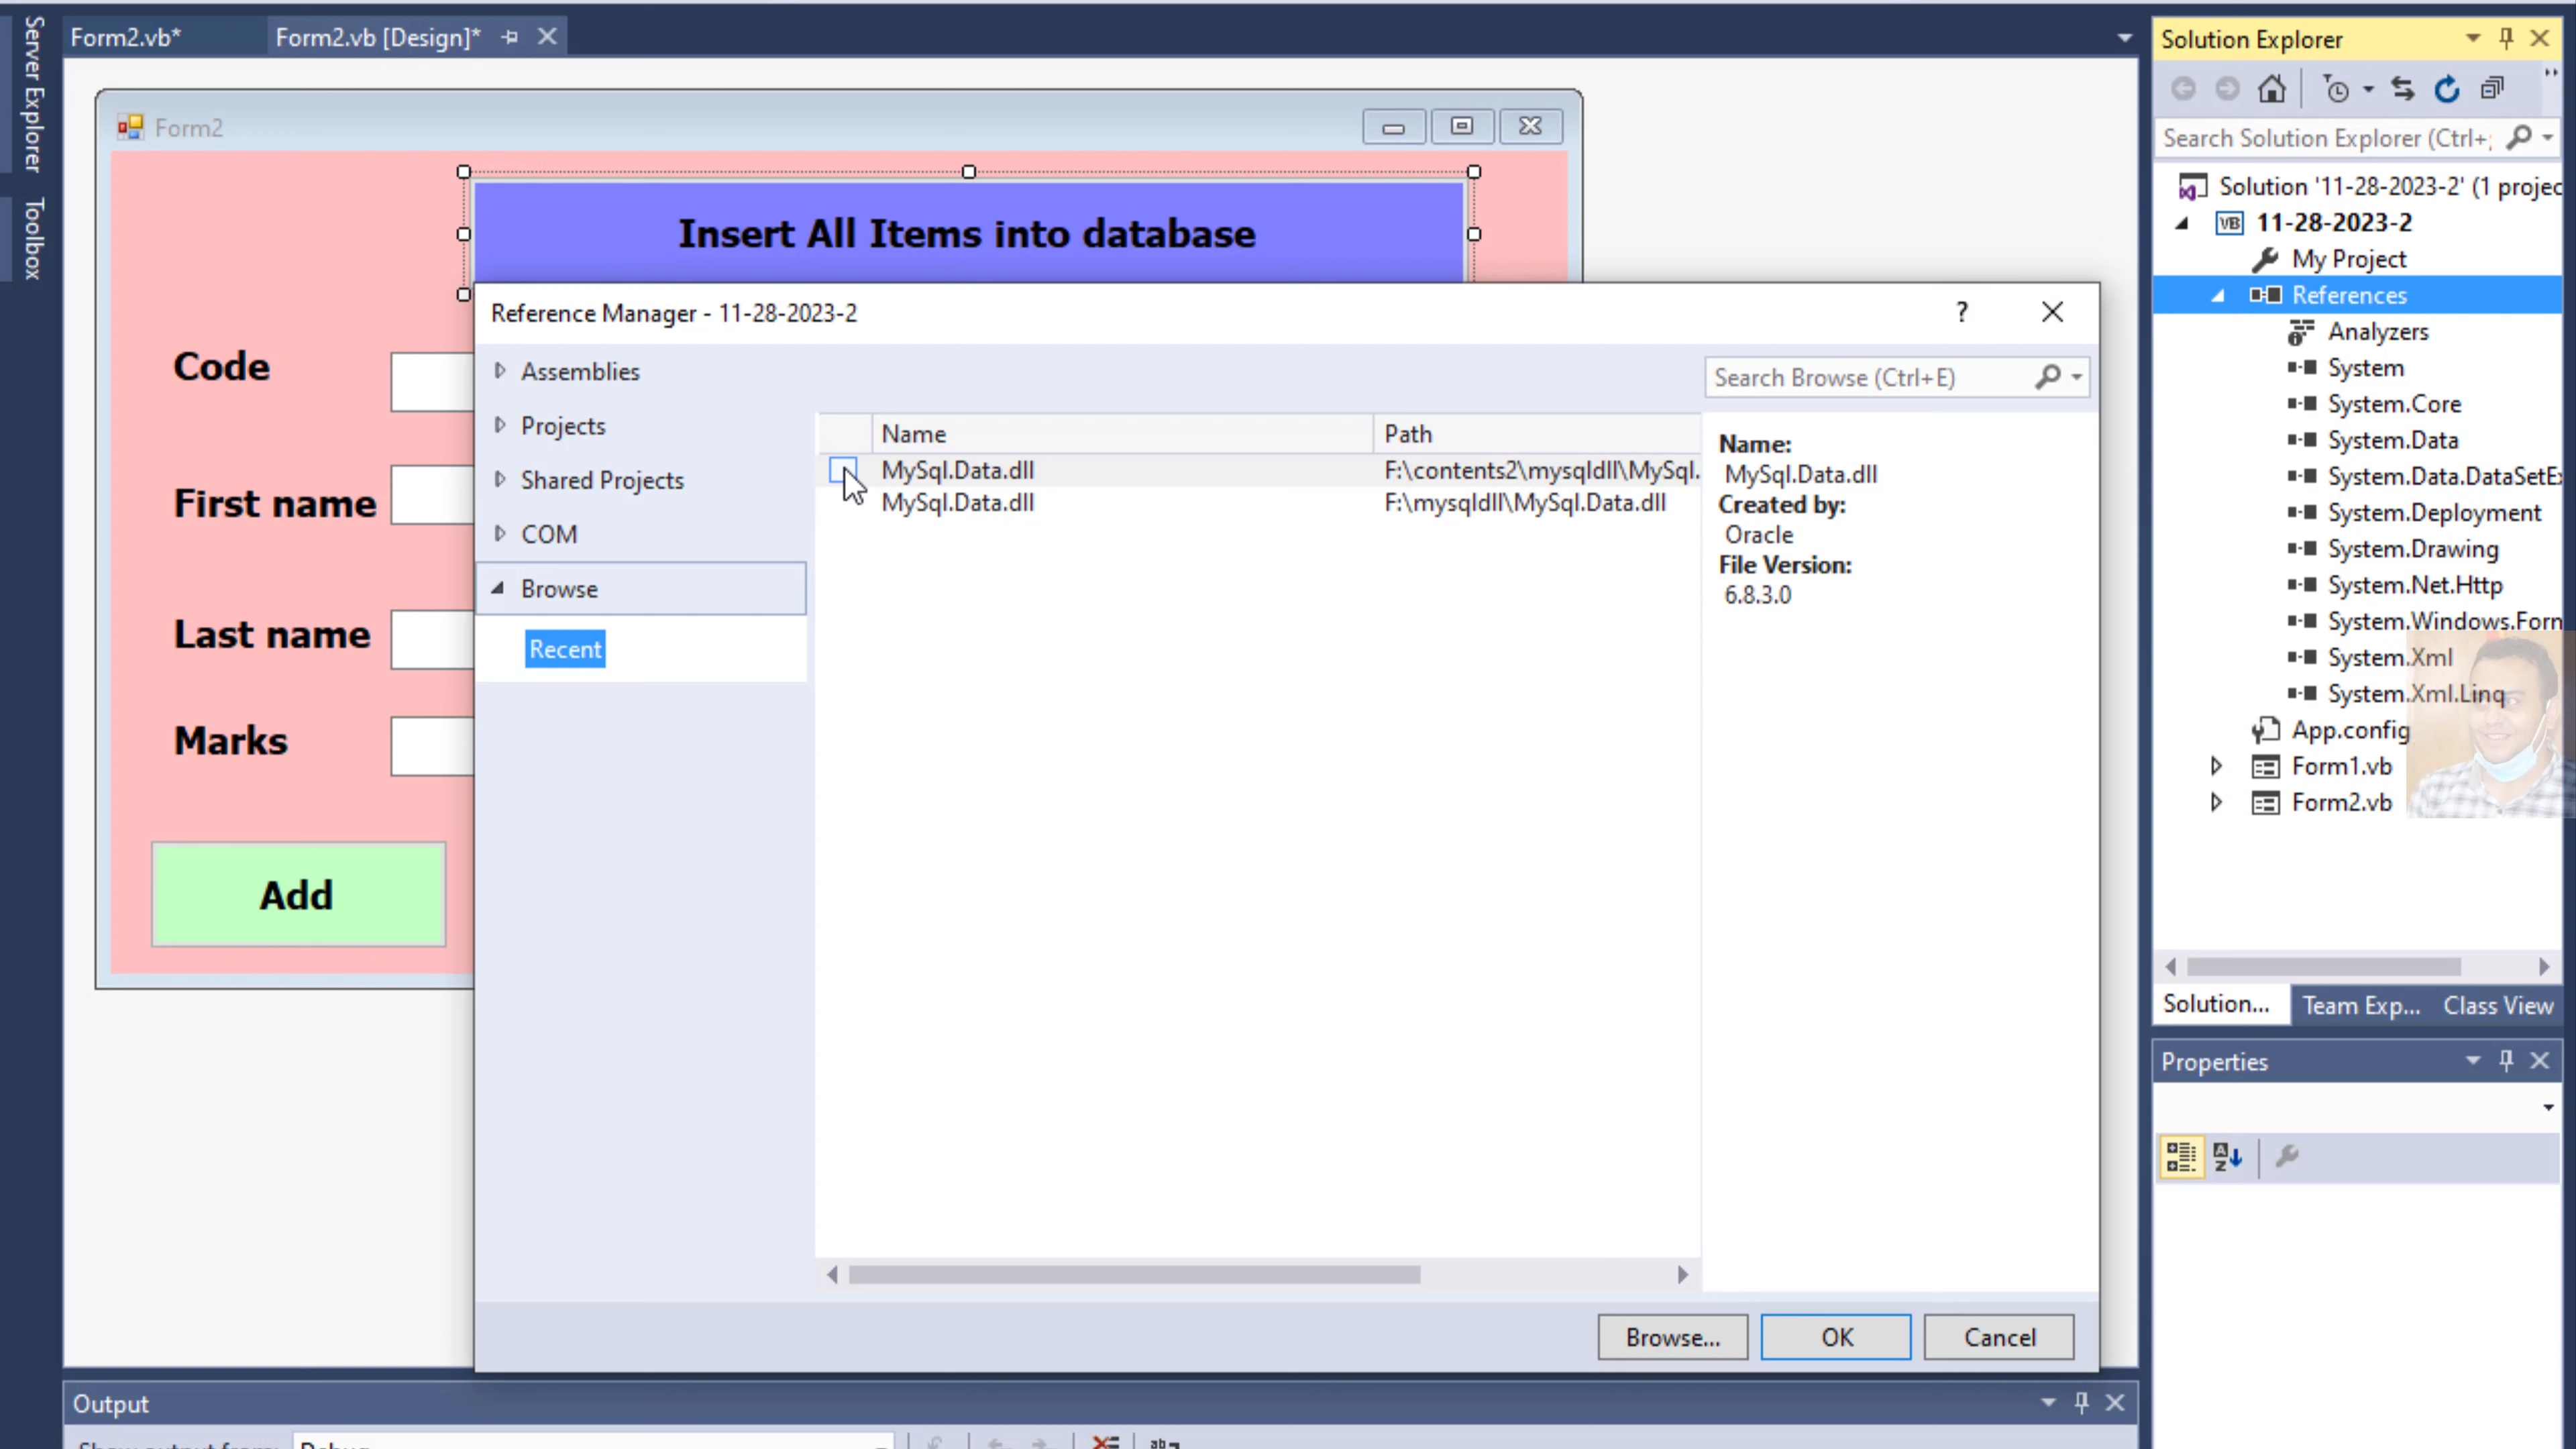 Server Explorer
Toolbox
Form2.vb*
Form2.vb [Design]*
Form2
Insert All Items into database
Code
First name
Last name
Marks
Add
Reference Manager - 11-28-2023-2
?
Assemblies
Projects
Shared Projects
COM
Browse
Recent
Search Browse (Ctrl+E)
Name Path
MySql.Data.dll F:\contents2\mysqldll\MySql.
MySql.Data.dll F:\mysqldll\MySql.Data.dll
Name:
MySql.Data.dll
Created by:
Oracle
File Version:
6.8.3.0
Browse...
OK
Cancel
Output
Solution Explorer
Search Solution Explorer (Ctrl+;
Solution '11-28-2023-2' (1 projec
VB 11-28-2023-2
My Project
References
Analyzers
System
System.Core
System.Data
System.Data.DataSetEx
System.Deployment
System.Drawing
System.Net.Http
System.Windows.Form
System.Xml
System.Xml.Linq
App.config
Form1.vb
Form2.vb
Solution...
Team Exp...
Class View
Properties